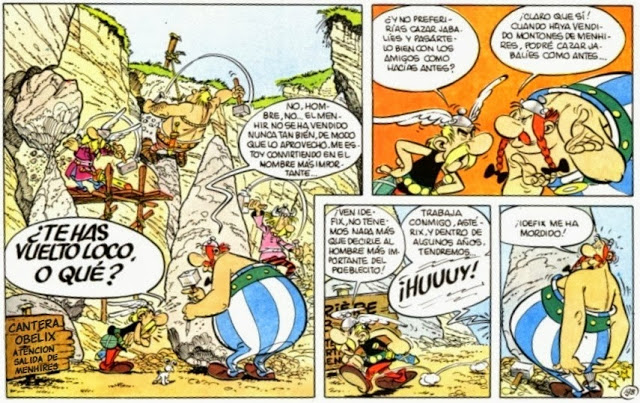 NO, HOM-
BRE, NO... EL MEN-
HIR NO SE HA VENDIDO
NUNCA TAN BIEN, DE MODO
QUE LO APROVECHO. ME ES-
TOY CONVIRTIENDO EN EL
HOMBRE MÁS IMPOR-
TANTE...
¿TE HAS
VUELTO LOCO,
O QUÉ?
CANTERA
OBELIX
ATENCION
SALIDA DE
MENHIRES
¿Y NO PREFERI-
RÍAS CAZAR JABA-
LÍES Y PASÁRTE-
LO BIEN CON LOS
AMIGOS COMO
HACÍAS ANTES?
¡CLARO QUE SÍ!
CUANDO HAYA VENDI-
DO MONTONES DE MENHI-
RES, PODRÉ CAZAR JA-
BALÍES COMO ANTES...
¡VEN IDE-
FIX, NO TENE-
MOS NADA MÁS
QUE DECIRLE AL
HOMBRE MÁS IM-
PORTANTE DEL
PUEBLECITO!
TRABAJA
CONMIGO, ASTÉ-
RIX, Y DENTRO DE
ALGUNOS AÑOS,
TENDREMOS...
¡HUUUY!
¡IDEFIX ME HA
MORDIDO!